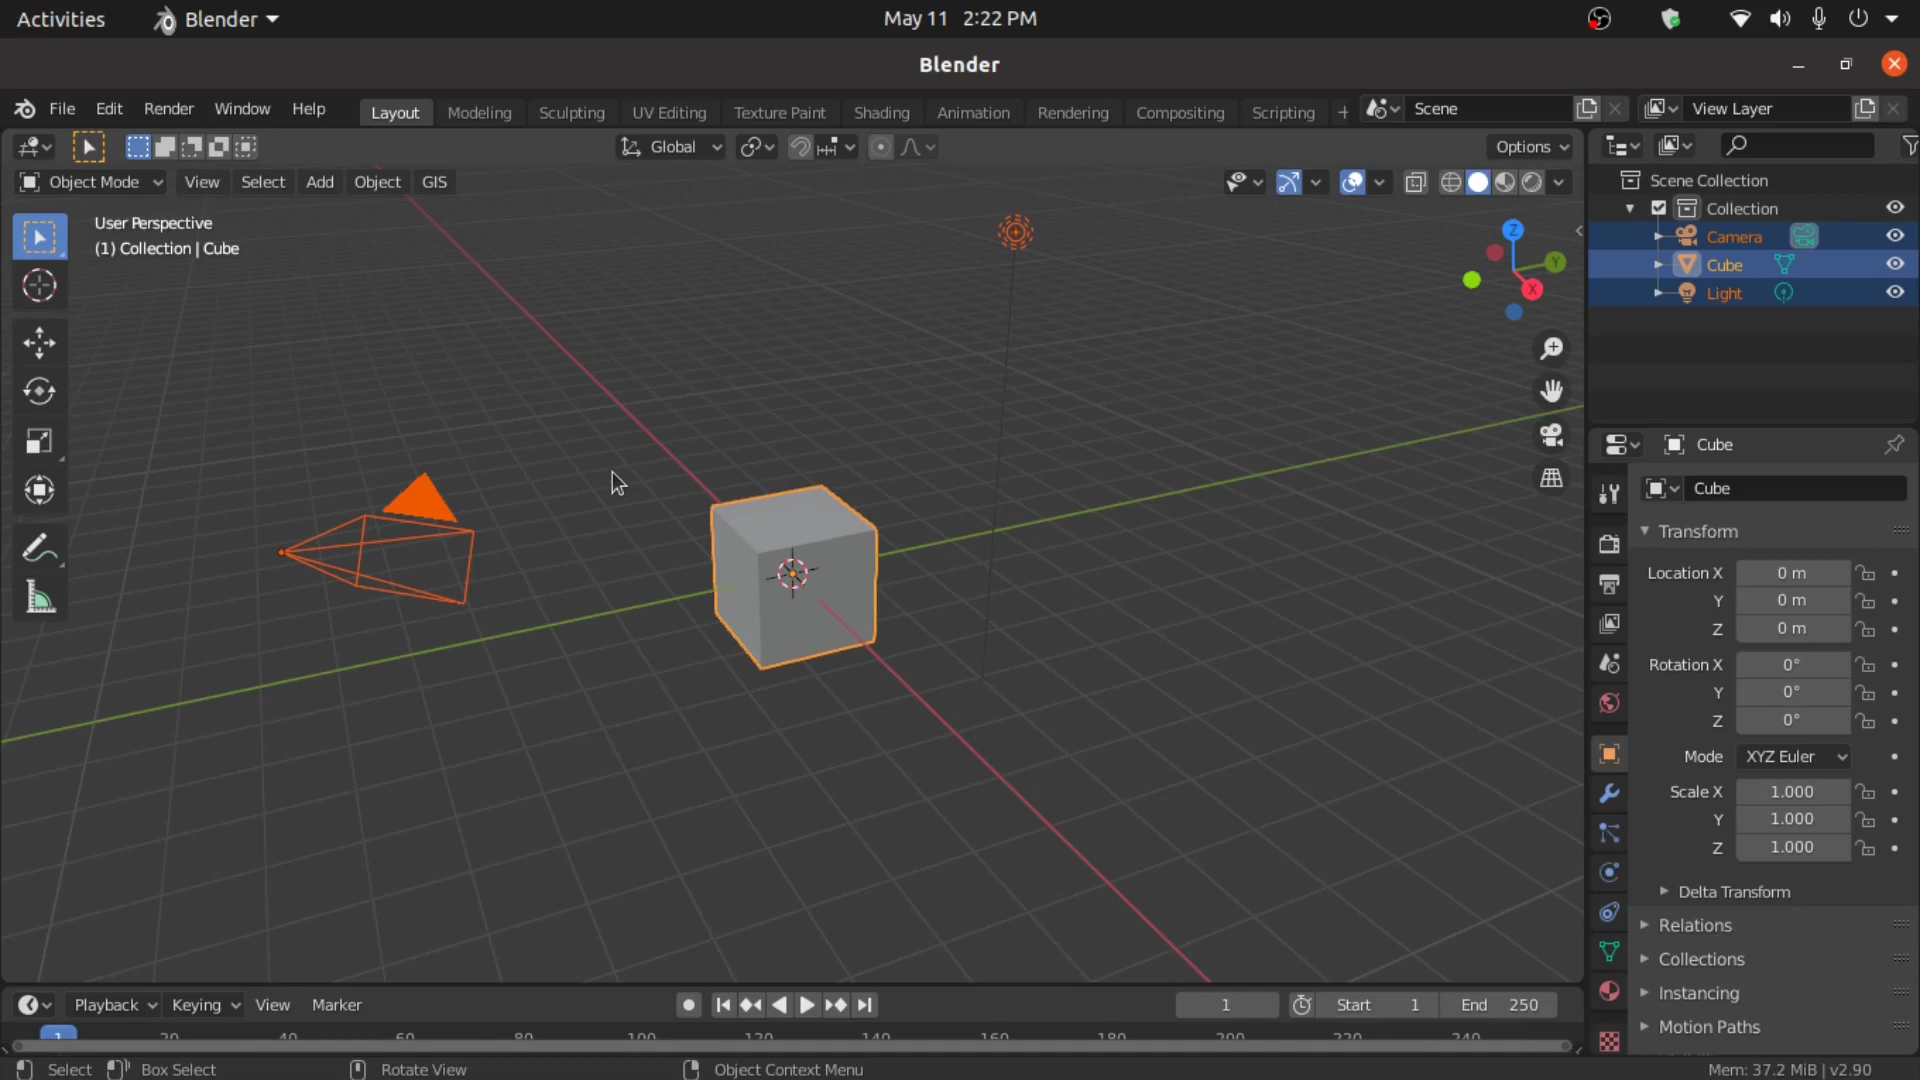 Activities Blender May 11 2:22 PM
Blender
File Edit Render Window Help Layout Modeling Sculpting UV Editing Texture Paint Shading Animation Rendering Compositing Scripting + Scene View Layer
Global Options
Object Mode View Select Add Object GIS
Scene Collection
User Perspective
(1) Collection | Cube
Collection
Camera
Cube
Light
Z
Y
X
Cube
Cube
Transform
Location X 0 m
Y 0 m
Z 0 m
Rotation X 0°
Y 0°
Z 0°
Mode XYZ Euler
Scale X 1.000
Y 1.000
Z 1.000
Delta Transform
Relations
Collections
Instancing
Motion Paths
Playback Keying View Marker 1 Start 1 End 250
1 20 40 60 80 100 120 140 160 180 200 220 240
Select Box Select Rotate View Object Context Menu Mem: 37.2 MiB | v2.90